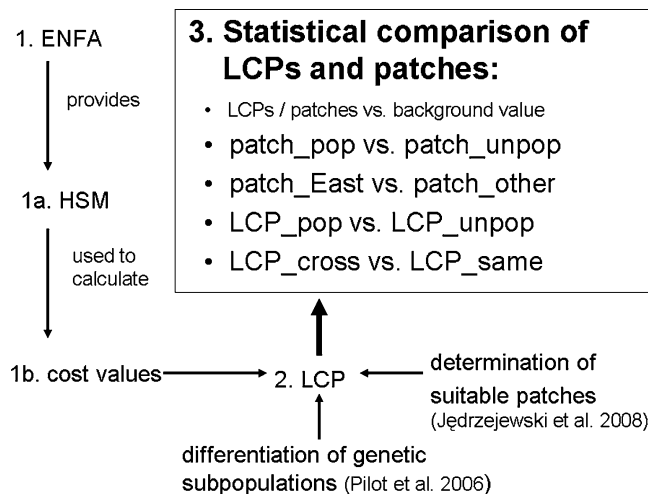 1. ENFA
provides
1a. HSM
used to
calculate
1b. cost values
2. LCP
3. Statistical comparison of
LCPs and patches:
• LCPs / patches vs. background value
• patch_pop vs. patch_unpop
• patch_East vs. patch_other
• LCP_pop vs. LCP_unpop
• LCP_cross vs. LCP_same
determination of
suitable patches
(Jędrzejewski et al. 2008)
differentiation of genetic
subpopulations (Pilot et al. 2006)